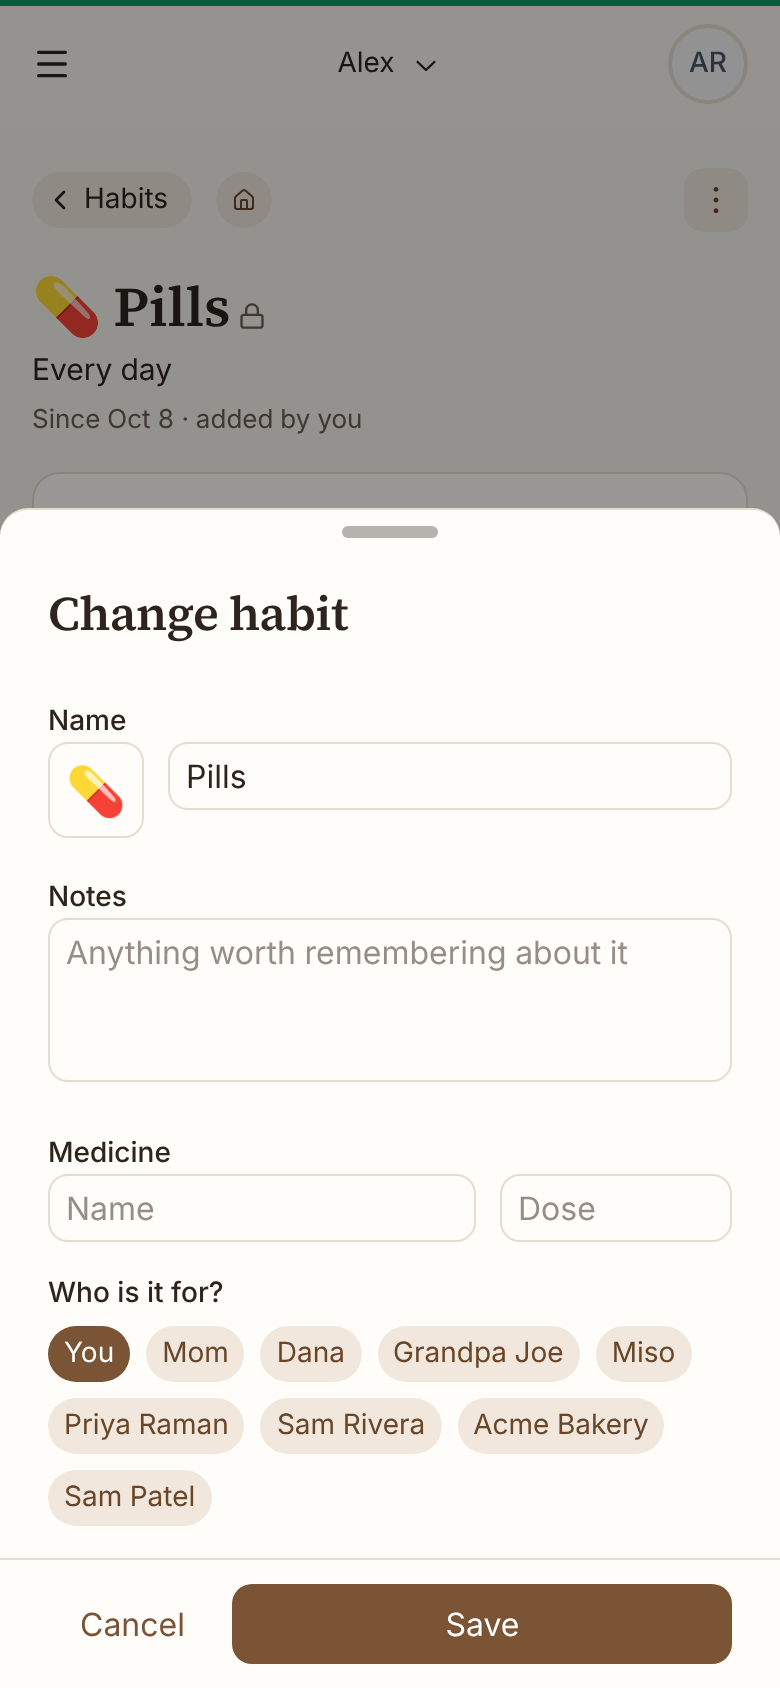 Alex
AR
Habits
Pills
Every day
Since Oct 8 · added by you
Change habit
Name
Pills
Notes
Anything worth remembering about it
Medicine
Name Dose
Who is it for?
You Mom Dana Grandpa Joe Miso
Priya Raman Sam Rivera Acme Bakery
Sam Patel
Cancel Save